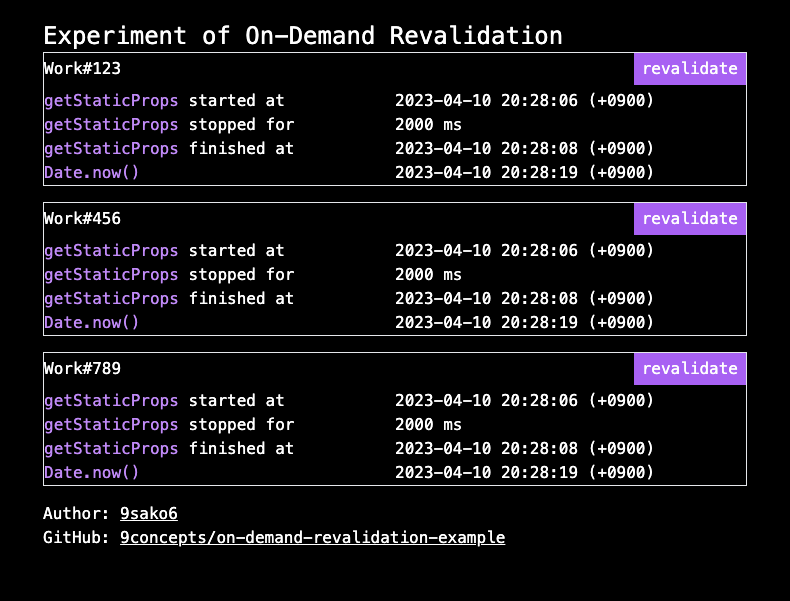 Experiment of On-Demand Revalidation
Work#123 revalidate
getStaticProps started at 2023-04-10 20:28:06 (+0900)
getStaticProps stopped for 2000 ms
getStaticProps finished at 2023-04-10 20:28:08 (+0900)
Date.now() 2023-04-10 20:28:19 (+0900)
Work#456 revalidate
getStaticProps started at 2023-04-10 20:28:06 (+0900)
getStaticProps stopped for 2000 ms
getStaticProps finished at 2023-04-10 20:28:08 (+0900)
Date.now() 2023-04-10 20:28:19 (+0900)
Work#789 revalidate
getStaticProps started at 2023-04-10 20:28:06 (+0900)
getStaticProps stopped for 2000 ms
getStaticProps finished at 2023-04-10 20:28:08 (+0900)
Date.now() 2023-04-10 20:28:19 (+0900)
Author: 9sako6
GitHub: 9concepts/on-demand-revalidation-example